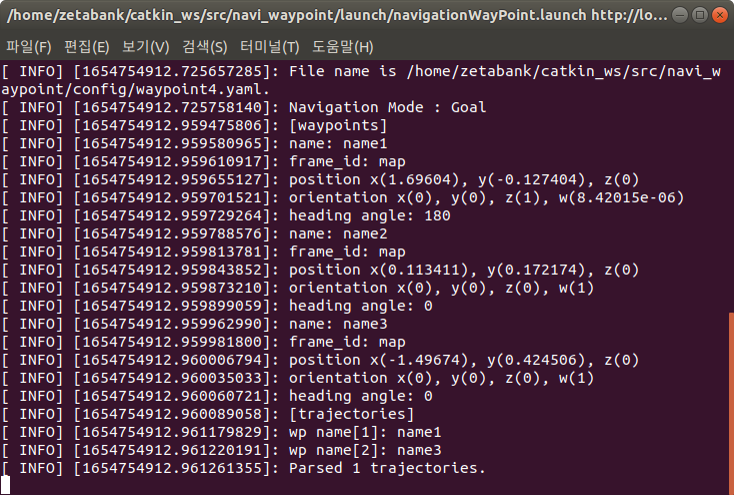 /home/zetabank/catkin_ws/src/navi_waypoint/launch/navigationWayPoint.launch http://lo...
파일(F) 편집(E) 보기(V) 검색(S) 터미널(T) 도움말(H)
[ INFO] [1654754912.725657285]: File name is /home/zetabank/catkin_ws/src/navi_w
aypoint/config/waypoint4.yaml.
[ INFO] [1654754912.725758140]: Navigation Mode : Goal
[ INFO] [1654754912.959475806]: [waypoints]
[ INFO] [1654754912.959580965]: name: name1
[ INFO] [1654754912.959610917]: frame_id: map
[ INFO] [1654754912.959655127]: position x(1.69604), y(-0.127404), z(0)
[ INFO] [1654754912.959701521]: orientation x(0), y(0), z(1), w(8.42015e-06)
[ INFO] [1654754912.959729264]: heading angle: 180
[ INFO] [1654754912.959788576]: name: name2
[ INFO] [1654754912.959813781]: frame_id: map
[ INFO] [1654754912.959843852]: position x(0.113411), y(0.172174), z(0)
[ INFO] [1654754912.959873210]: orientation x(0), y(0), z(0), w(1)
[ INFO] [1654754912.959899059]: heading angle: 0
[ INFO] [1654754912.959962990]: name: name3
[ INFO] [1654754912.959981800]: frame_id: map
[ INFO] [1654754912.960006794]: position x(-1.49674), y(0.424506), z(0)
[ INFO] [1654754912.960035033]: orientation x(0), y(0), z(0), w(1)
[ INFO] [1654754912.960060721]: heading angle: 0
[ INFO] [1654754912.960089058]: [trajectories]
[ INFO] [1654754912.961179829]: wp name[1]: name1
[ INFO] [1654754912.961220191]: wp name[2]: name3
[ INFO] [1654754912.961261355]: Parsed 1 trajectories.